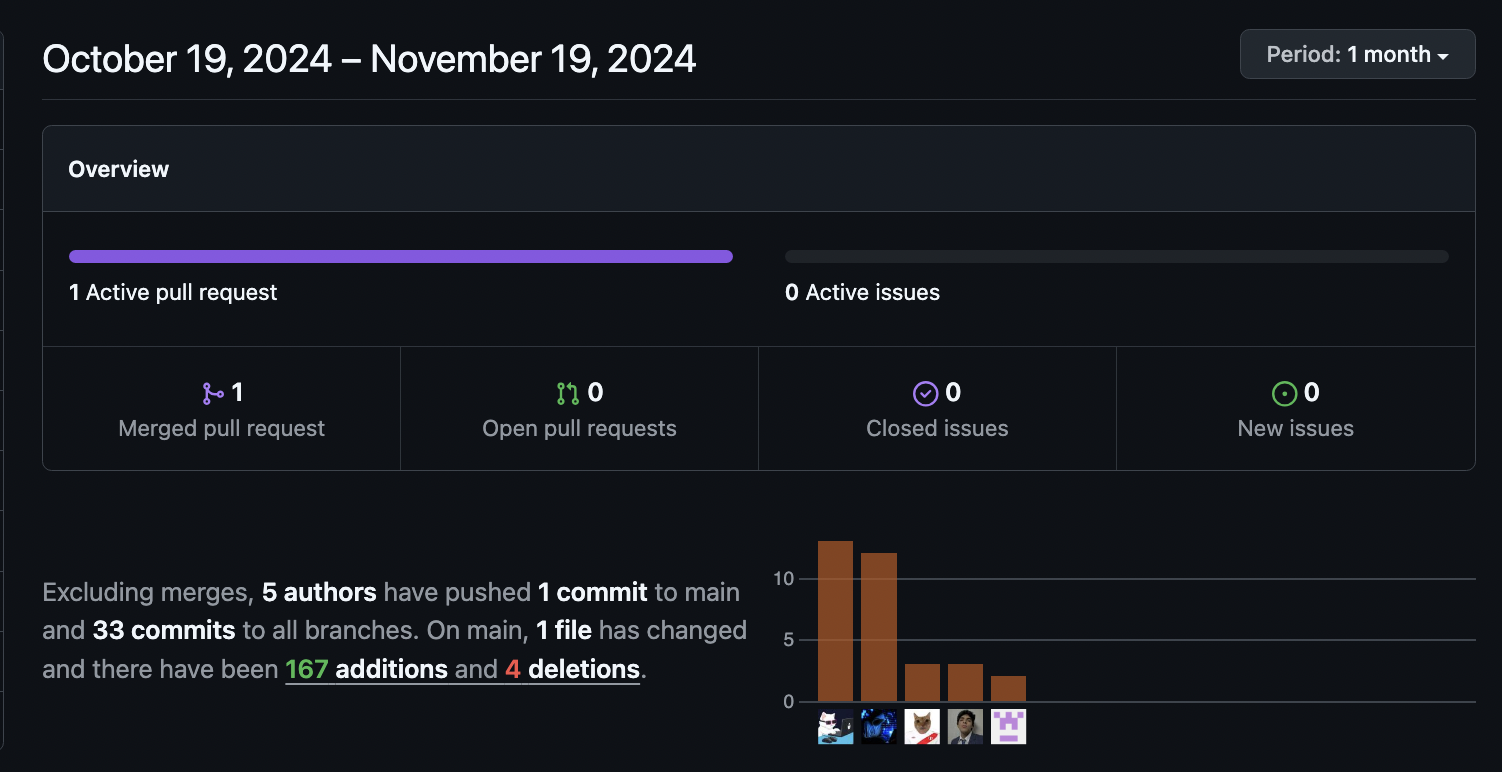 October 19, 2024 – November 19, 2024
Period: 1 month
Overview
1 Active pull request
0 Active issues
1
Merged pull request
0
Open pull requests
0
Closed issues
0
New issues
Excluding merges, 5 authors have pushed 1 commit to main
and 33 commits to all branches. On main, 1 file has changed
and there have been 167 additions and 4 deletions.
10
5
0